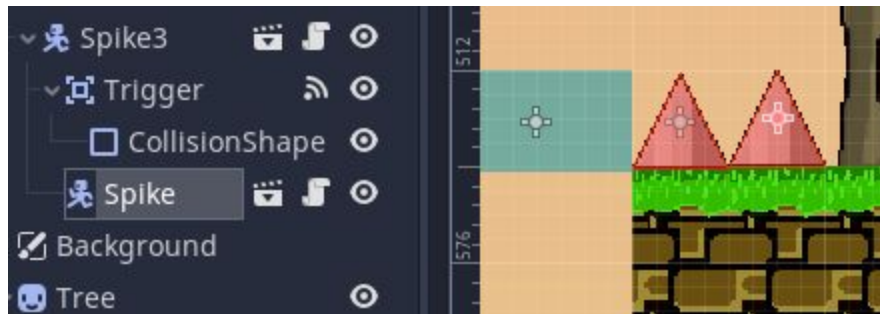 Spike3
Trigger
CollisionShape
Spike
Background
Tree
512
576